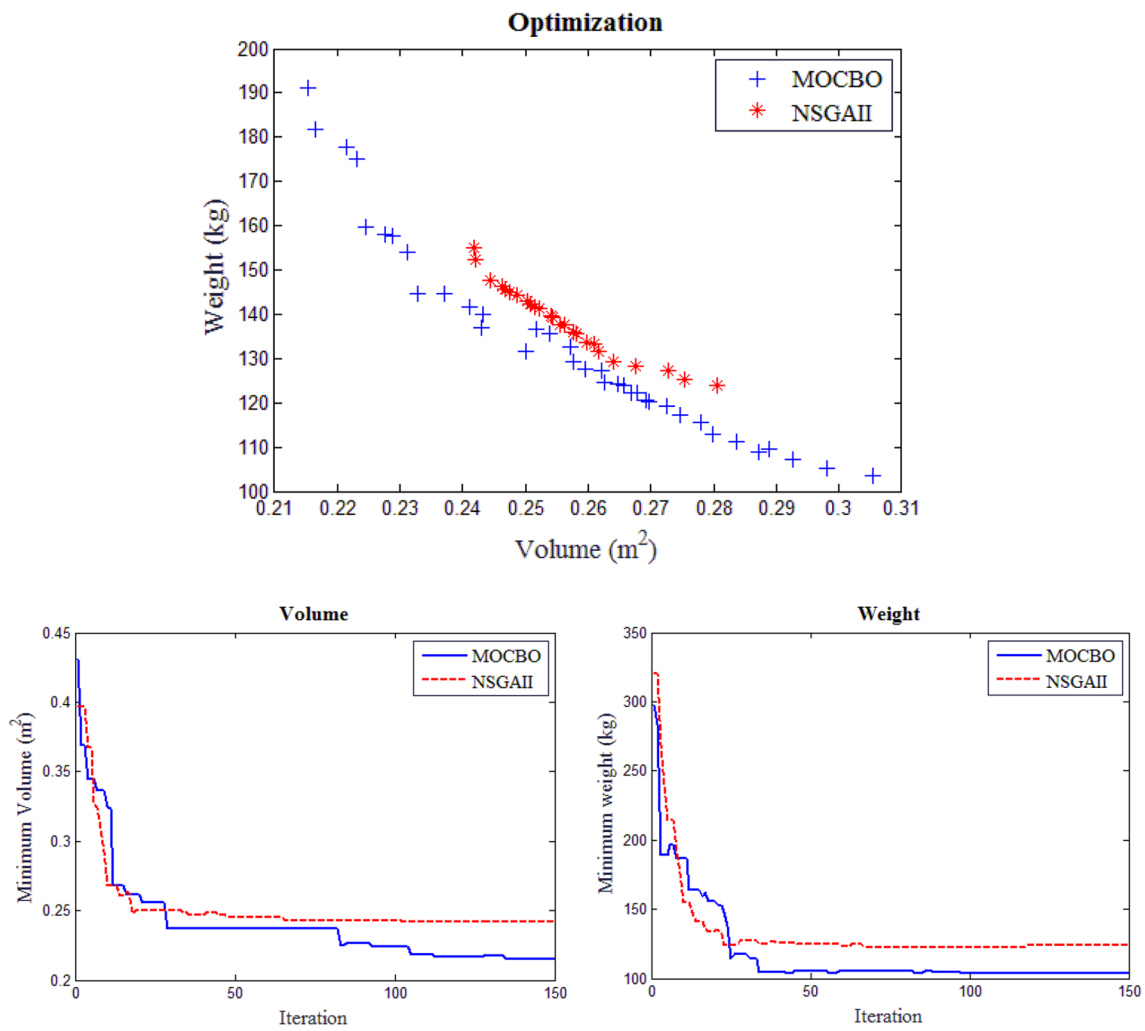 Optimization
200
190
180
170
160
150
140
130
120
110
100
Weight (kg)
MOCBO
NSGAII
0.21 0.22 0.23 0.24 0.25 0.26 0.27 0.28 0.29 0.3 0.31
Volume (m²)
Volume
0.45
0.4
0.35
0.3
0.25
0.2
Minimum Volume (m²)
MOCBO
NSGAII
0 50 100 150
Iteration
Weight
350
300
250
200
150
100
Minimum weight (kg)
MOCBO
NSGAII
0 50 100 150
Iteration